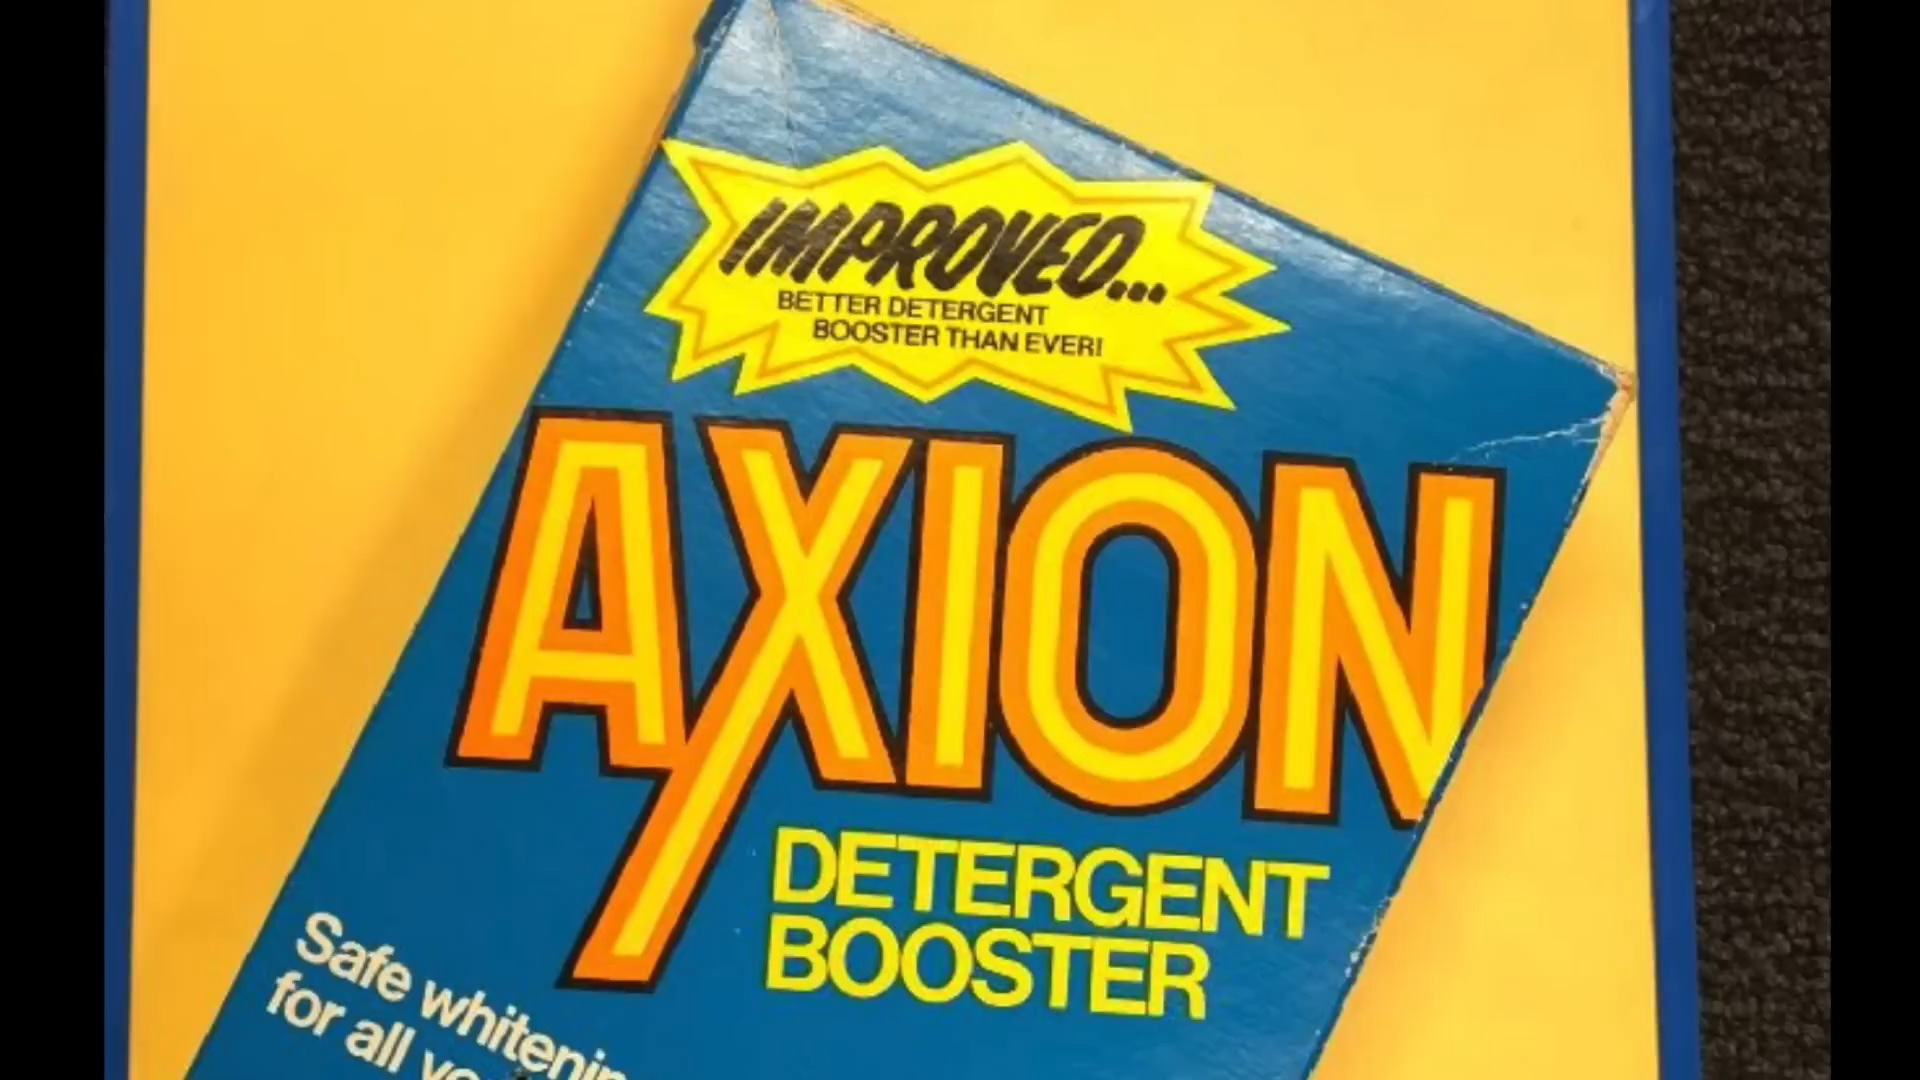 IMPROVED...
BETTER DETERGENT
BOOSTER THAN EVER!
AXION
DETERGENT
BOOSTER
Safe
for all